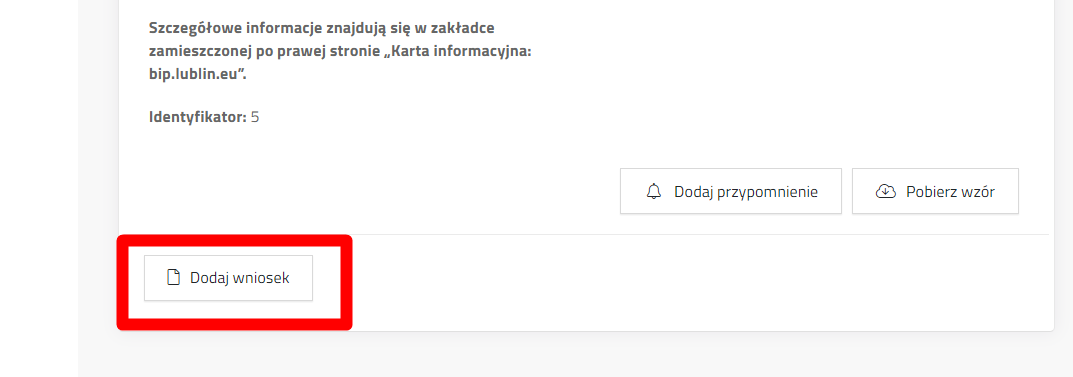 Szczegółowe informacje znajdują się w zakładce
zamieszczonej po prawej stronie „Karta informacyjna:
bip.lublin.eu”.
Identyfikator: 5
Dodaj przypomnienie
Pobierz wzór
Dodaj wniosek